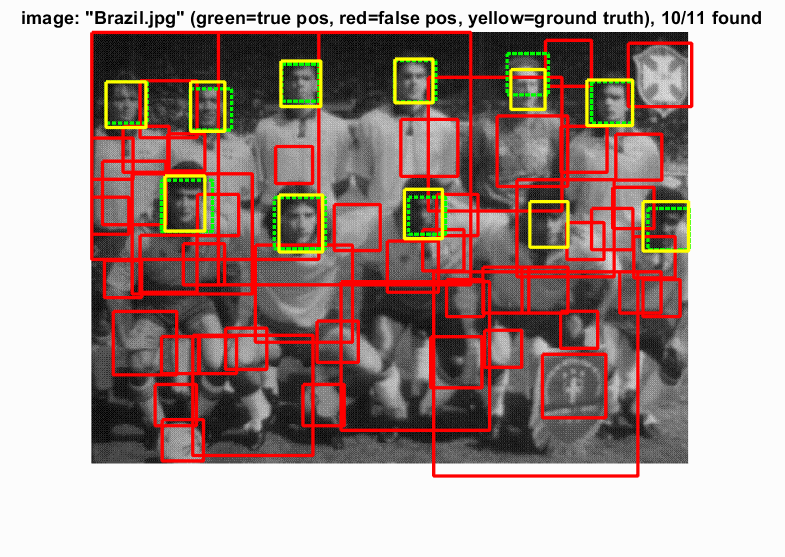 image: "Brazil.jpg" (green=true pos, red=false pos, yellow=ground truth), 10/11 found